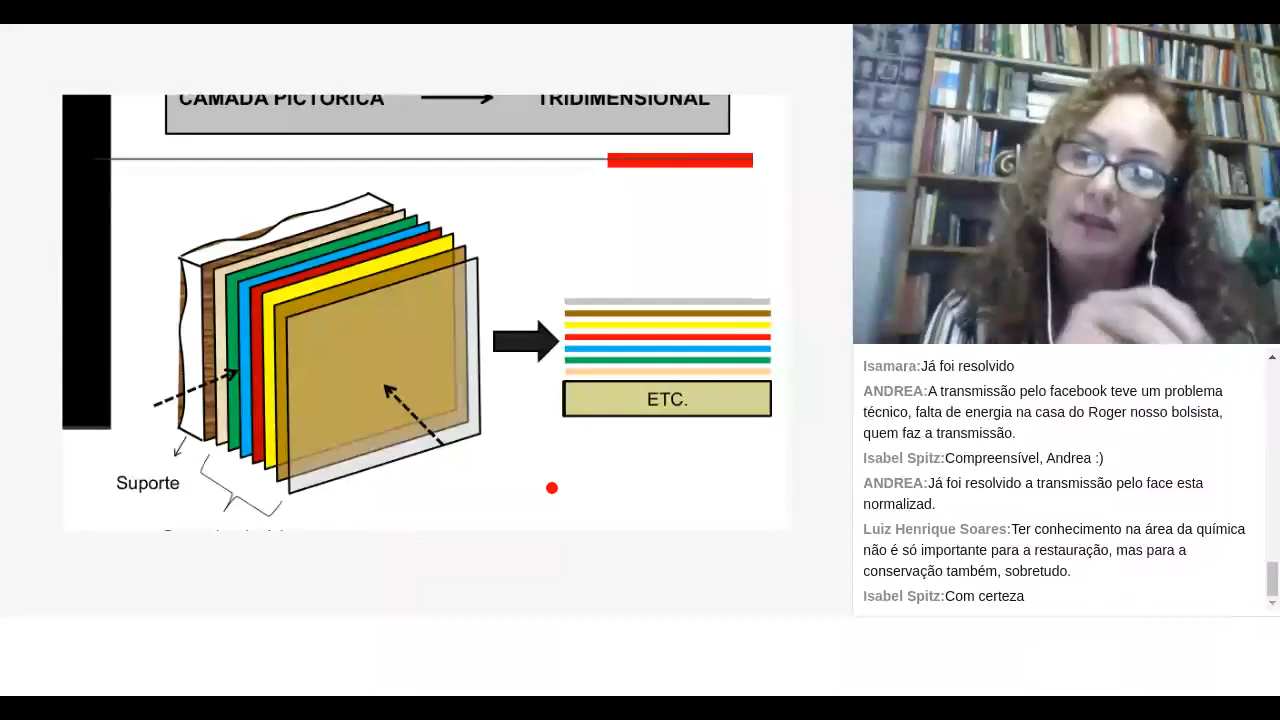 CAMADA PICTÓRICA TRIDIMENSIONAL
ETC.
Suporte
Isamara:Já foi resolvido
ANDREA:A transmissão pelo facebook teve um problema
técnico, falta de energia na casa do Roger nosso bolsista,
quem faz a transmissão.
Isabel Spitz:Compreensível, Andrea :)
ANDREA:Já foi resolvido a transmissão pelo face esta
normalizad.
Luiz Henrique Soares:Ter conhecimento na área da química
não é só importante para a restauração, mas para a
conservação também, sobretudo.
Isabel Spitz:Com certeza